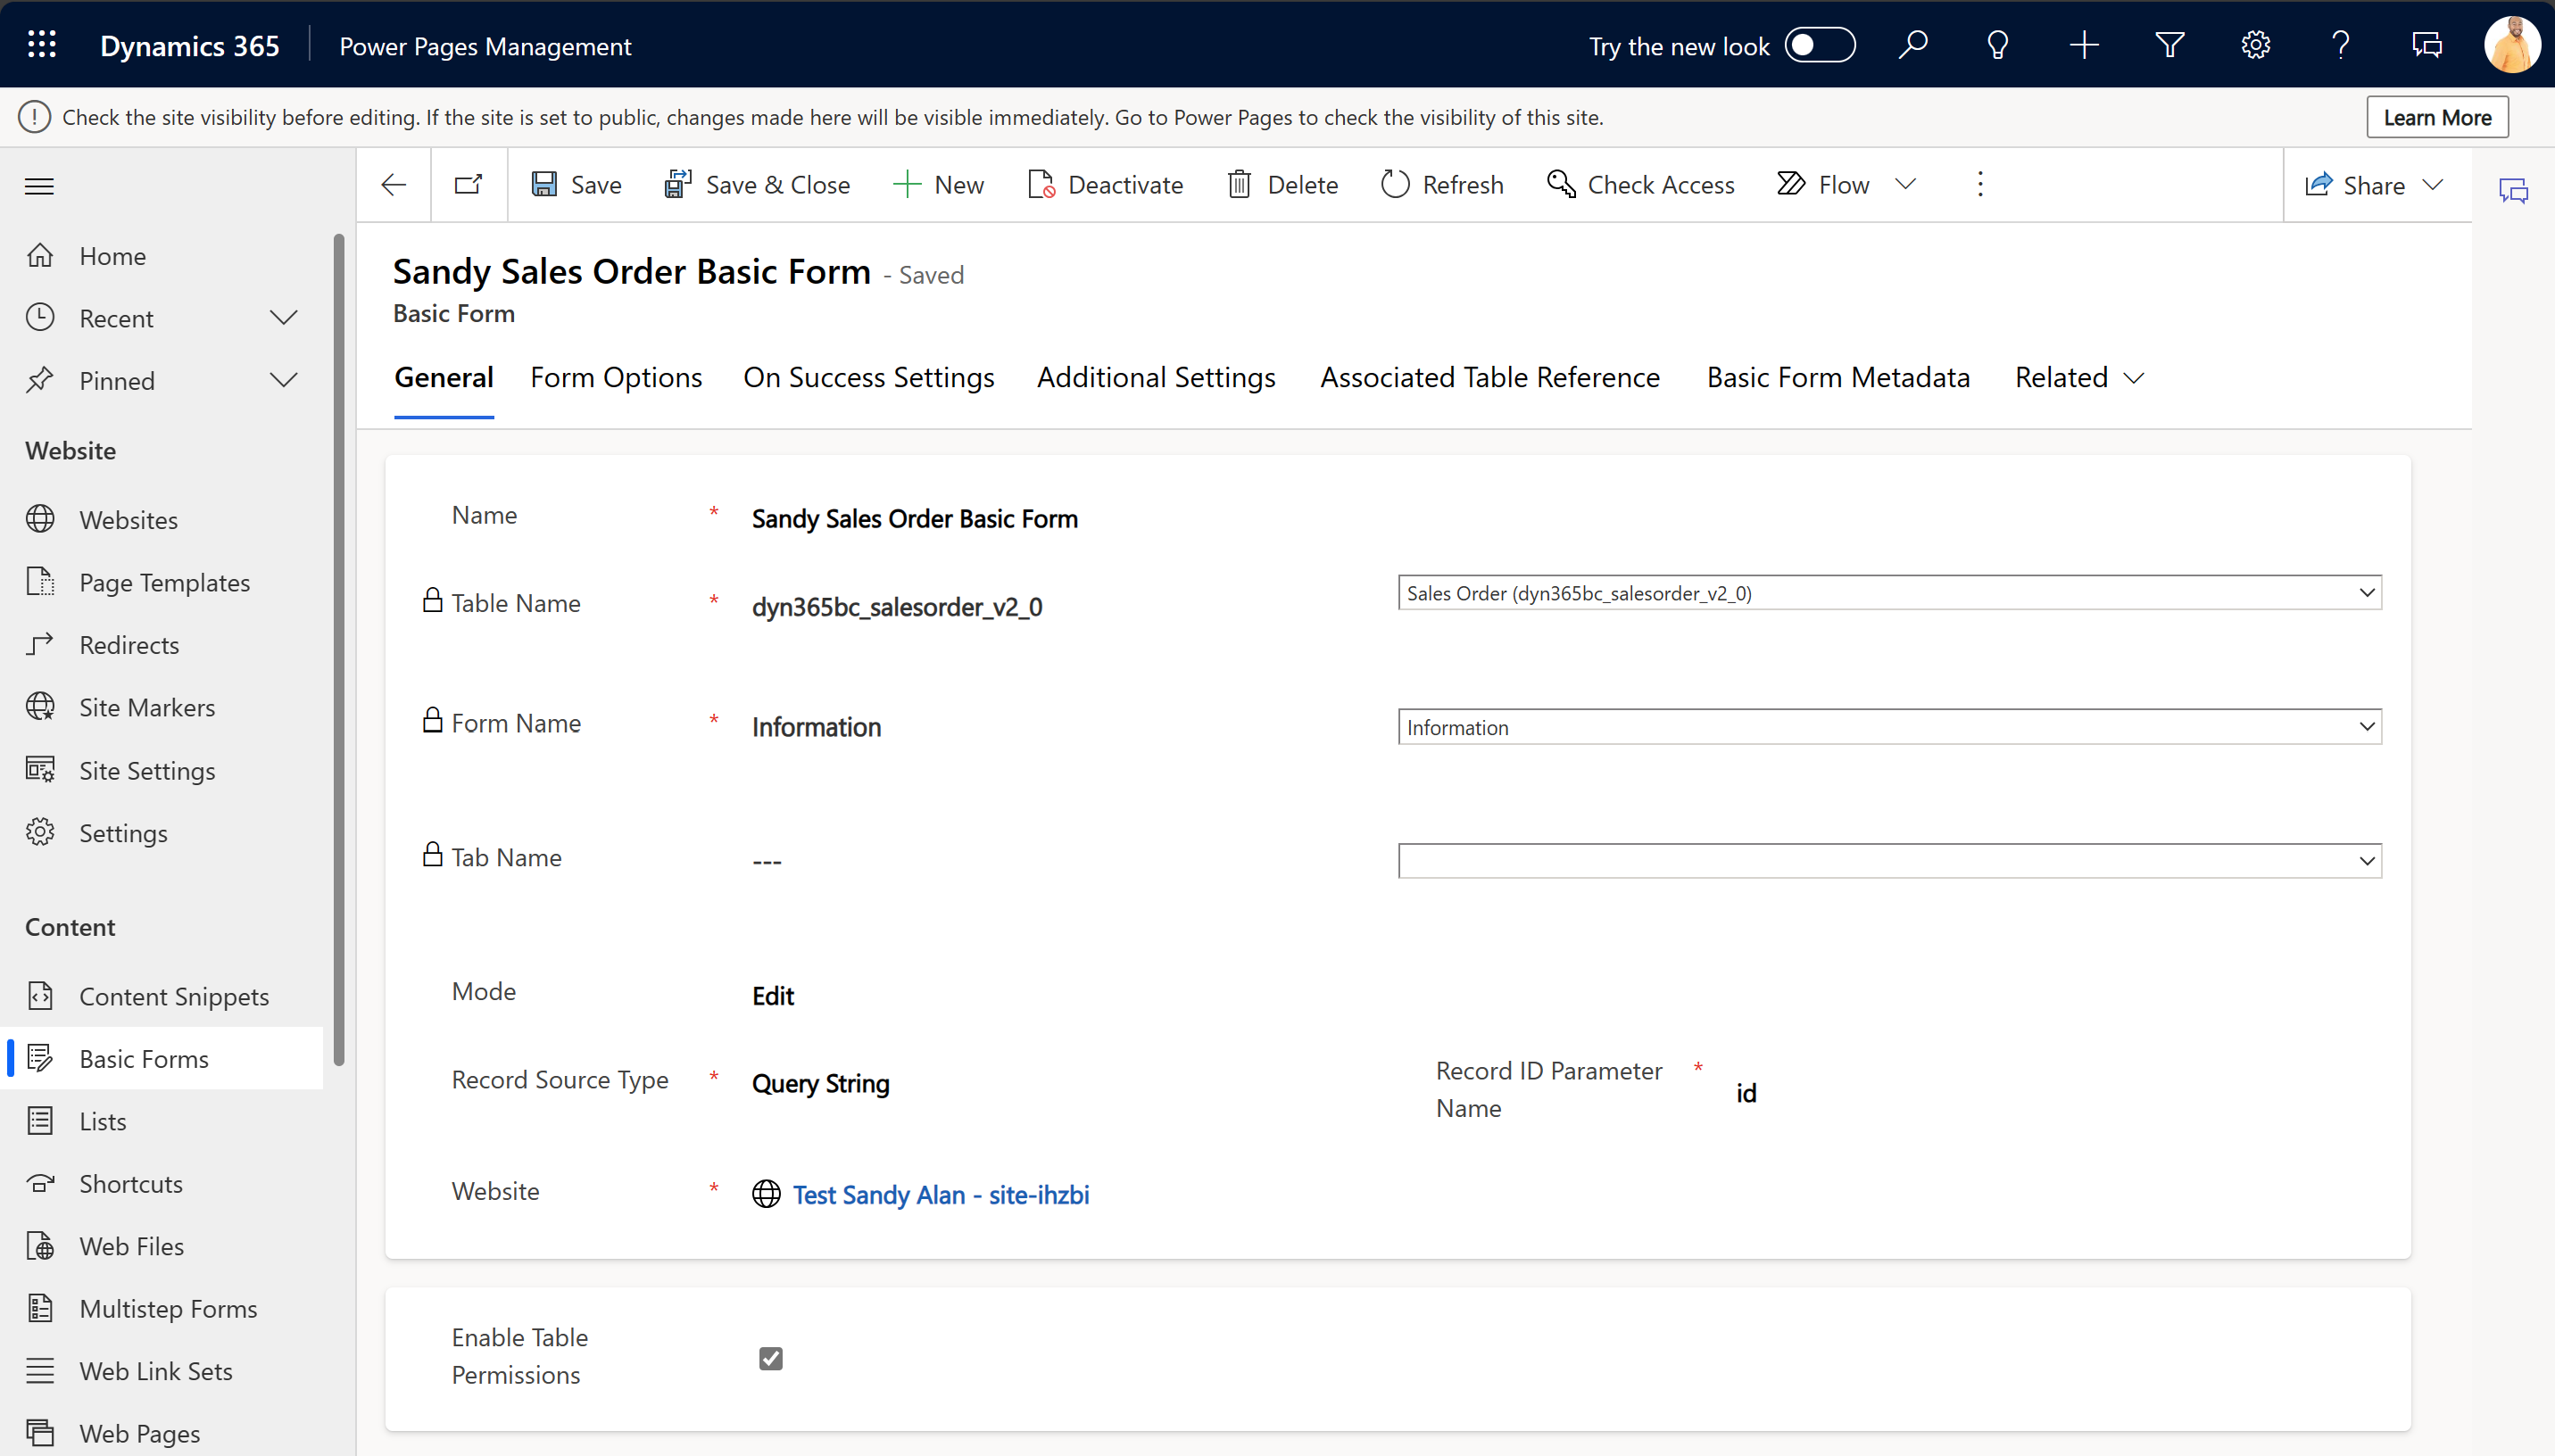 Dynamics 365
Power Pages Management
Try the new look
Check the site visibility before editing. If the site is set to public, changes made here will be visible immediately. Go to Power Pages to check the visibility of this site.
Learn More
Save
Save & Close
New
Deactivate
Delete
Refresh
Check Access
Flow
Share
Home
Recent
Pinned
Website
Websites
Page Templates
Redirects
Site Markers
Site Settings
Settings
Content
Content Snippets
Basic Forms
Lists
Shortcuts
Web Files
Multistep Forms
Web Link Sets
Web Pages
Sandy Sales Order Basic Form - Saved
Basic Form
General
Form Options
On Success Settings
Additional Settings
Associated Table Reference
Basic Form Metadata
Related
Name * Sandy Sales Order Basic Form
Table Name * dyn365bc_salesorder_v2_0
Sales Order (dyn365bc_salesorder_v2_0)
Form Name * Information
Information
Tab Name ---
Mode Edit
Record Source Type * Query String
Record ID Parameter * 
Name
id
Website * Test Sandy Alan - site-ihzbi
Enable Table
Permissions